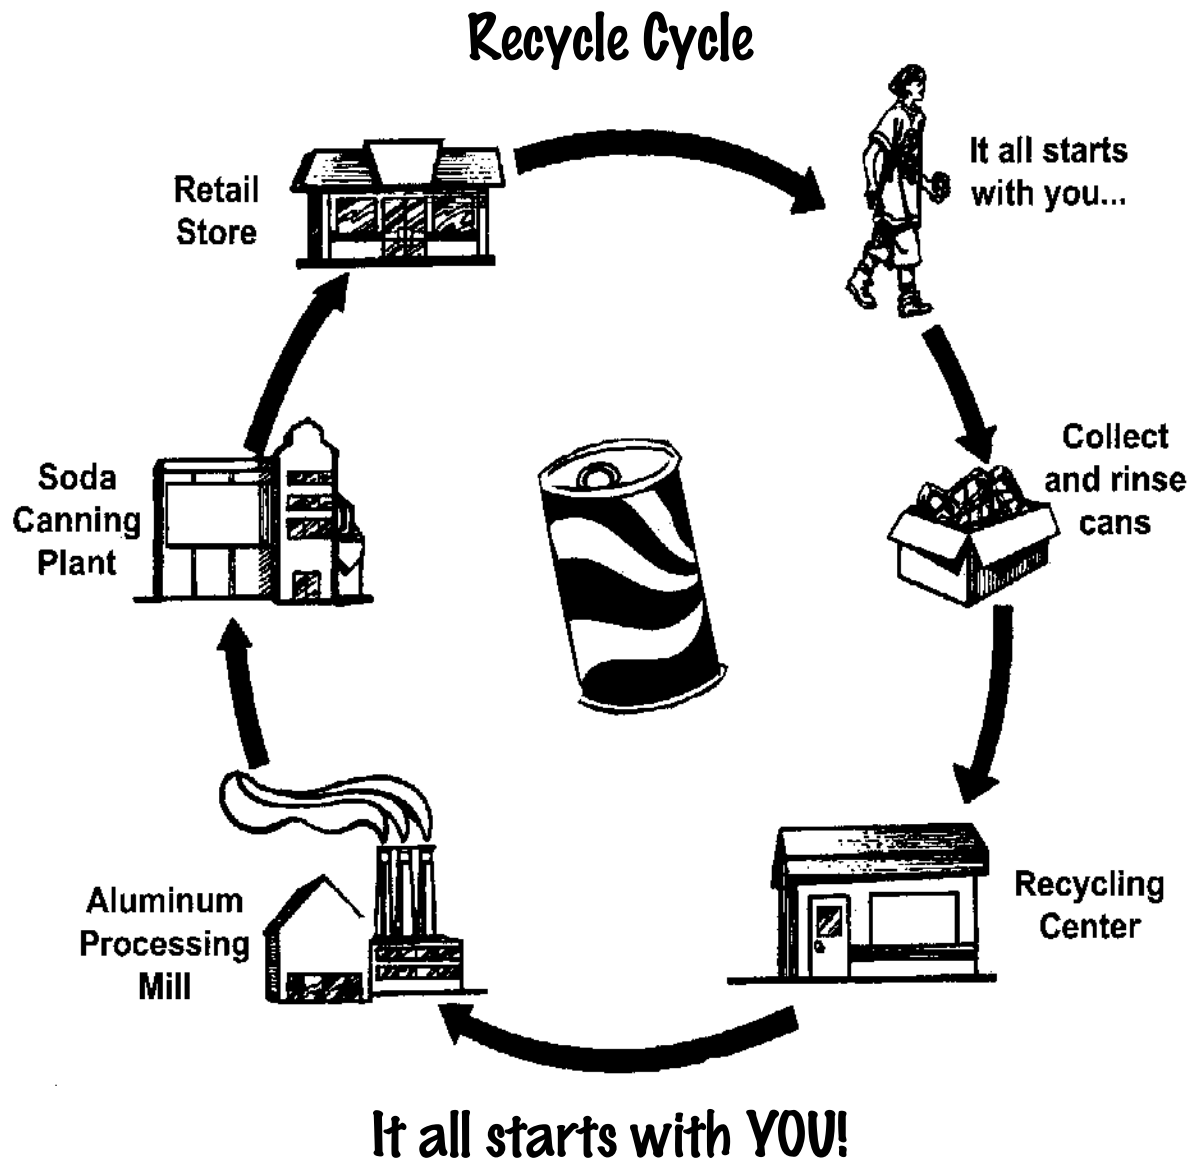 Recycle Cycle
It all starts
with you...
Retail
Store
Collect
and rinse
cans
Soda
Canning
Plant
Recycling
Center
Aluminum
Processing
Mill
It all starts with YOU!